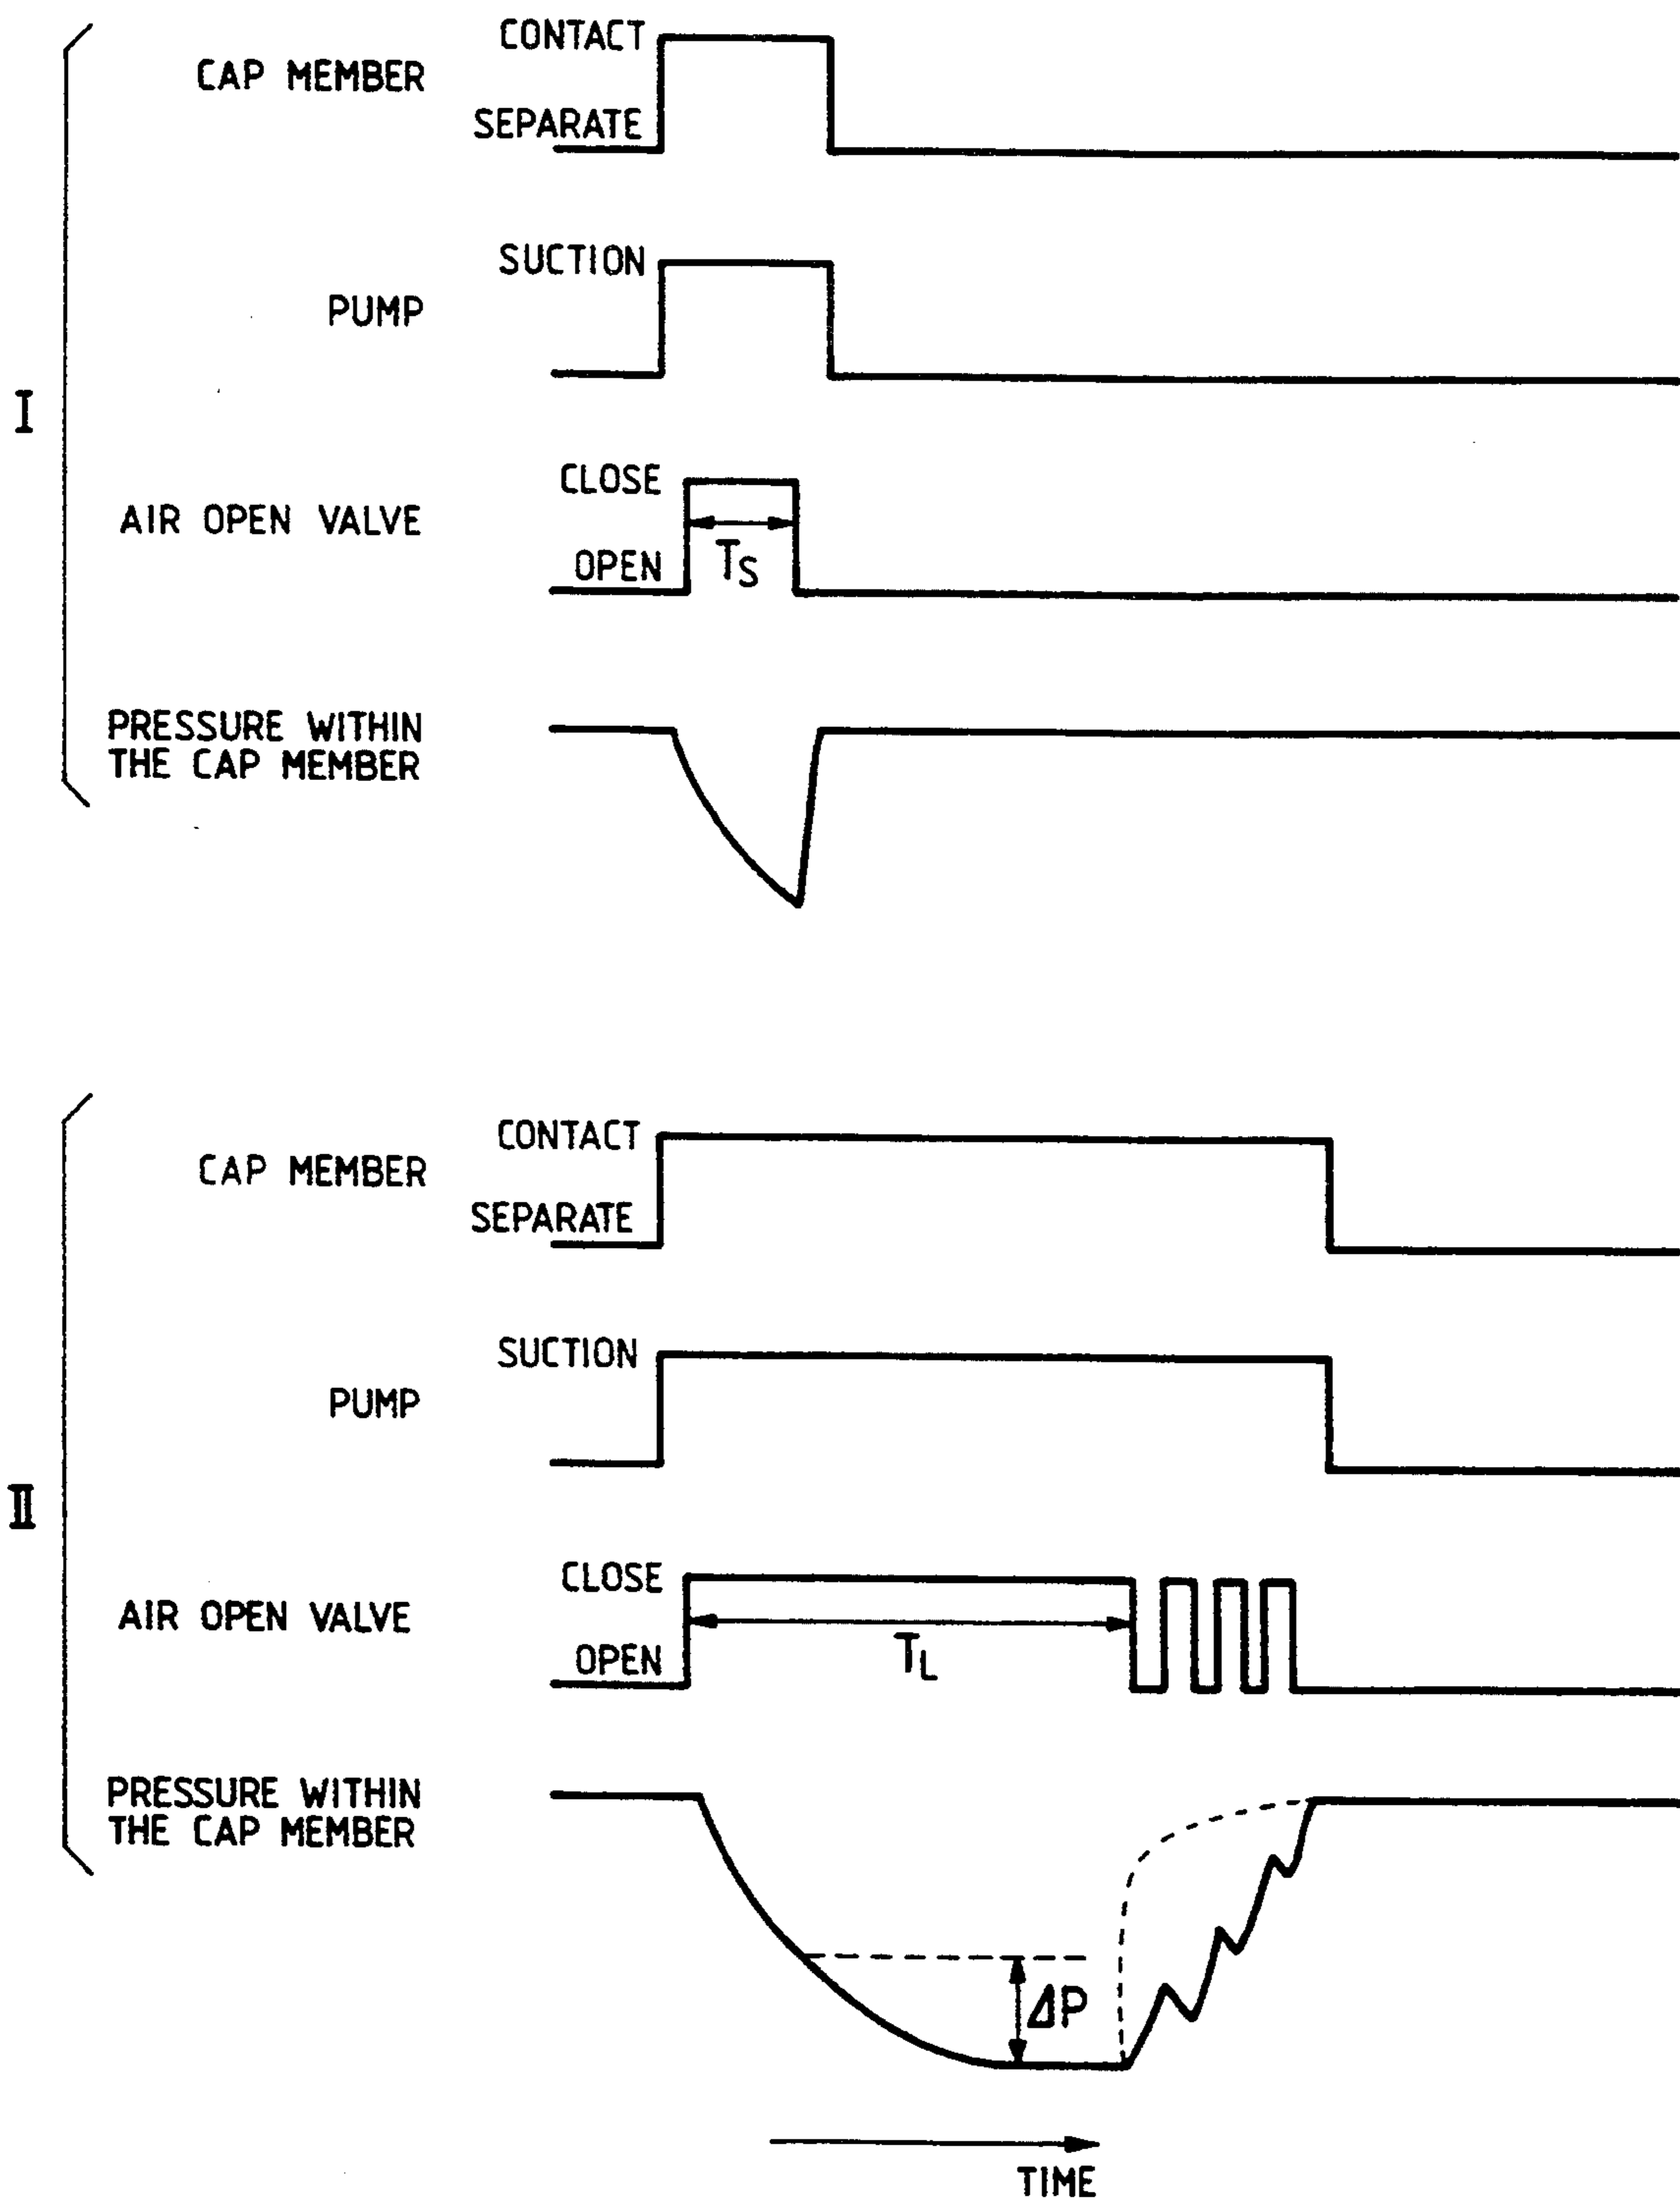 I
CAP MEMBER
CONTACT
SEPARATE
PUMP
SUCTION
AIR OPEN VALVE
CLOSE
OPEN
TS
PRESSURE WITHIN
THE CAP MEMBER
II
CAP MEMBER
CONTACT
SEPARATE
PUMP
SUCTION
AIR OPEN VALVE
CLOSE
OPEN
TL
PRESSURE WITHIN
THE CAP MEMBER
ΔP
TIME